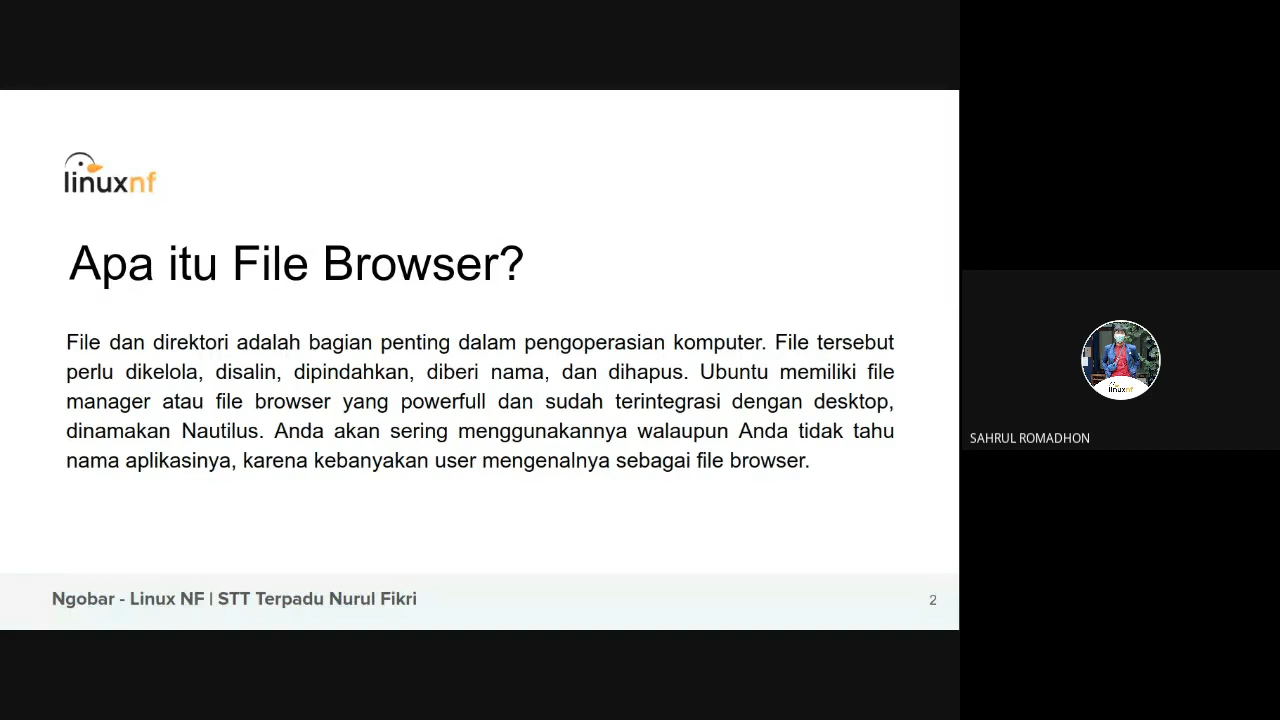 linuxnf
Apa itu File Browser?
File dan direktori adalah bagian penting dalam pengoperasian komputer. File tersebut
perlu dikelola, disalin, dipindahkan, diberi nama, dan dihapus. Ubuntu memiliki file
manager atau file browser yang powerfull dan sudah terintegrasi dengan desktop,
dinamakan Nautilus. Anda akan sering menggunakannya walaupun Anda tidak tahu
nama aplikasinya, karena kebanyakan user mengenalnya sebagai file browser.
Ngobar - Linux NF | STT Terpadu Nurul Fikri
2
linuxnf
SAHRUL ROMADHON